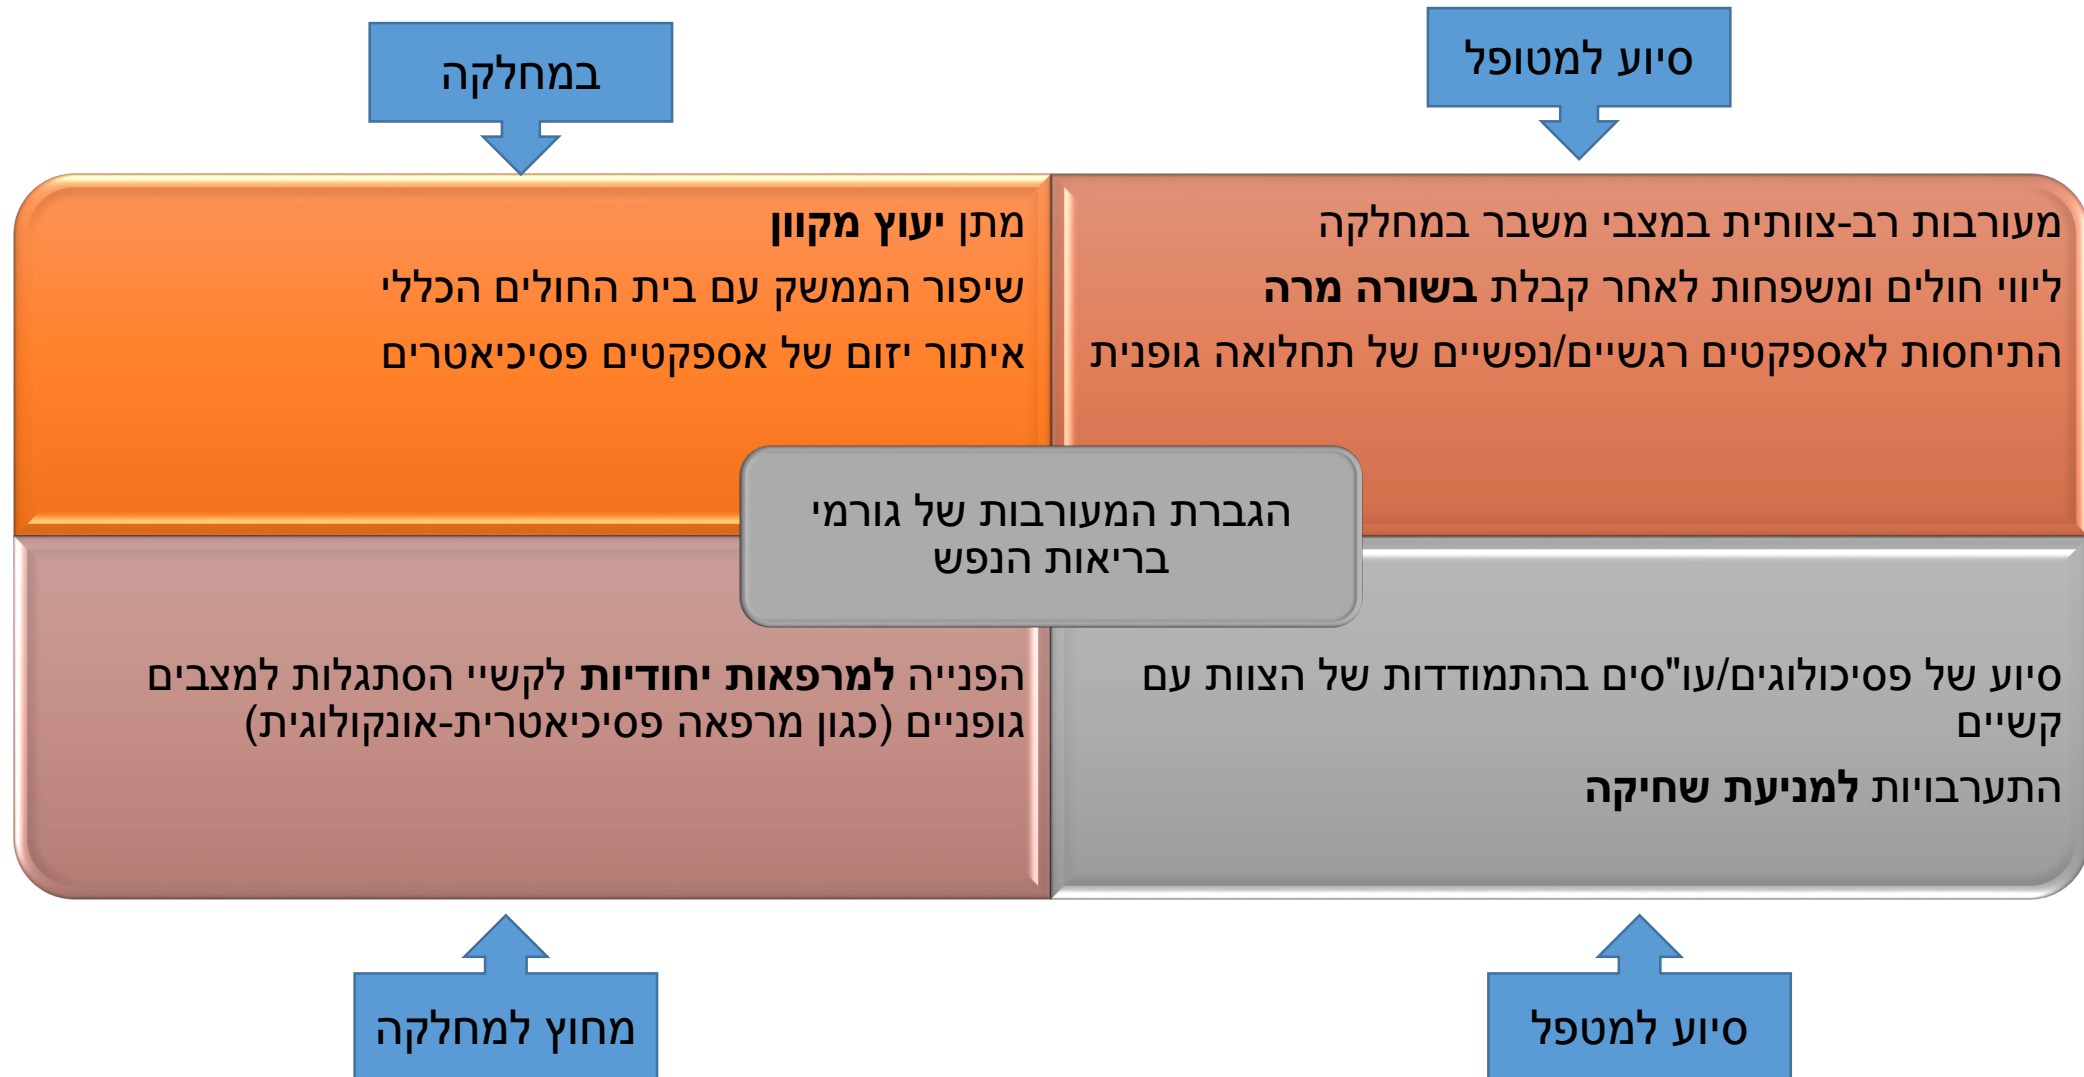 סיוע למטופל
במחלקה
מעורבות רב-צוותית במצבי משבר במחלקה
ליווי חולים ומשפחות לאחר קבלת בשורה מרה
התיחסות לאספקטים רגשיים/נפשיים של תחלואה גופנית
מתן יעוץ מקוון
שיפור הממשק עם בית החולים הכללי
איתור יזום של אספקטים פסיכיאטרים
הגברת המעורבות של גורמי
בריאות הנפש
סיוע של פסיכולוגים/עו"סים בהתמודדות של הצוות עם
קשיים
התערבויות למניעת שחיקה
הפנייה למרפאות יחודיות לקשיי הסתגלות למצבים
גופניים (כגון מרפאה פסיכיאטרית-אונקולוגית)
סיוע למטפל
מחוץ למחלקה